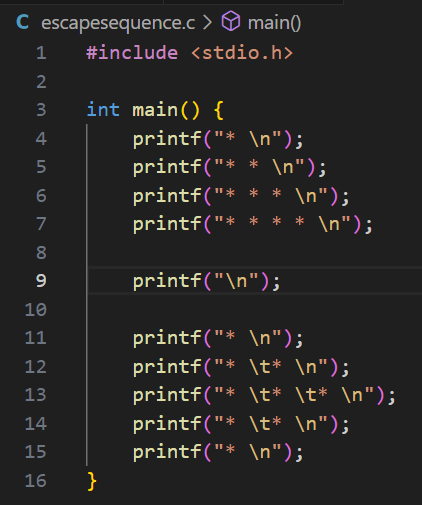 C escapesequence.c > main()
1 #include <stdio.h>
2
3 int main() {
4     printf("* \n");
5     printf("* * \n");
6     printf("* * * \n");
7     printf("* * * * \n");
8
9     printf("\n");
10
11     printf("* \n");
12     printf("* \t* \n");
13     printf("* \t* \t* \n");
14     printf("* \t* \n");
15     printf("* \n");
16 }